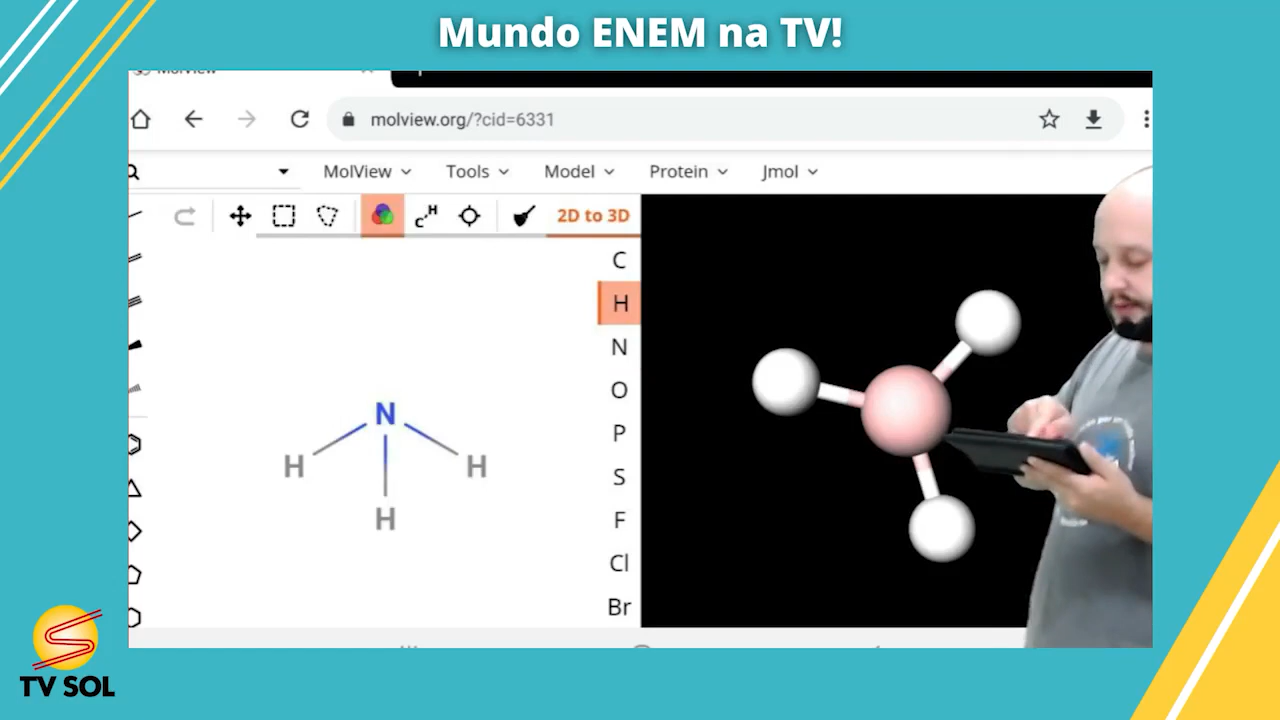 Mundo ENEM na TV!
MolView
molview.org/?cid=6331
MolView Tools Model Protein Jmol
C H 2D to 3D
C
H
N
O
P
S
F
Cl
Br
N
H H
H
TV SOL